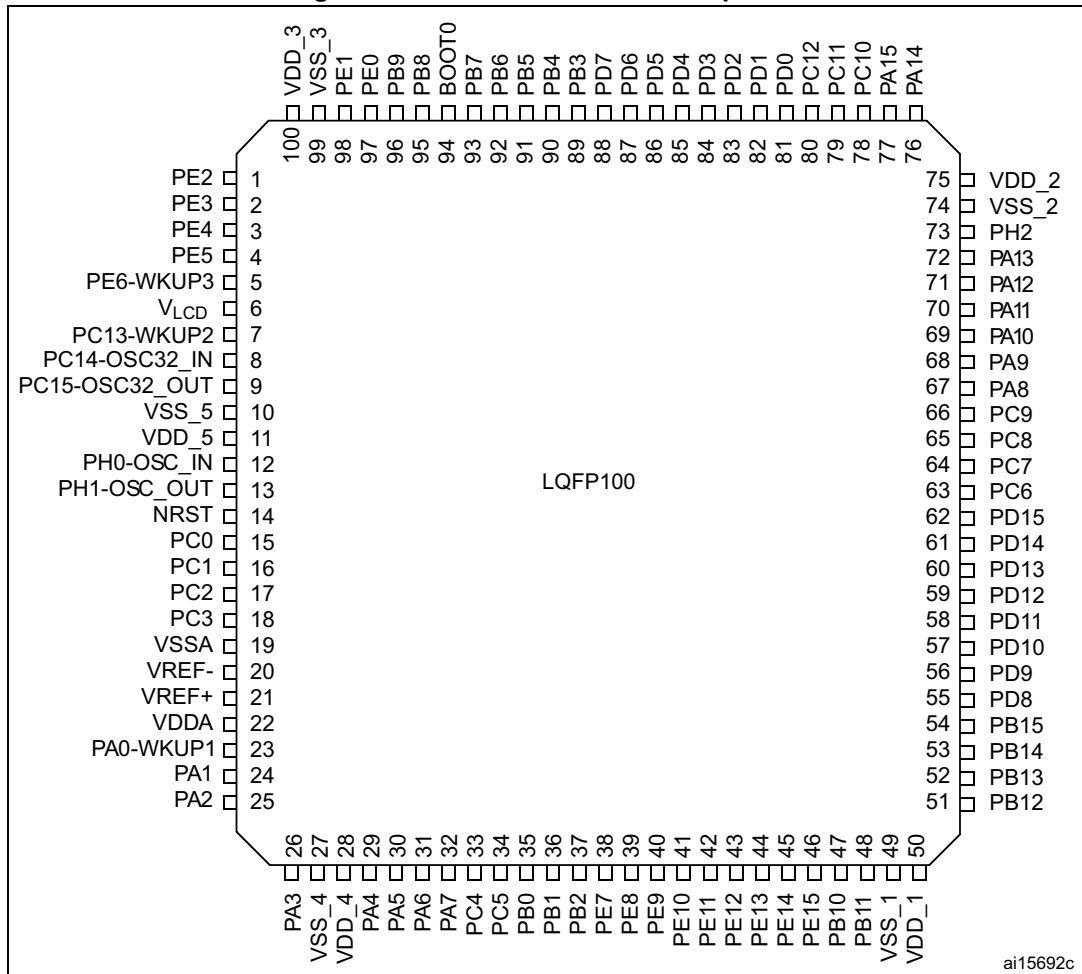 VDD_3
VSS_3
PE1
PE0
PB9
PB8
BOOT0
PB7
PB6
PB5
PB4
PB3
PD7
PD6
PD5
PD4
PD3
PD2
PD1
PD0
PC12
PC11
PC10
PA15
PA14
100
99
98
97
96
95
94
93
92
91
90
89
88
87
86
85
84
83
82
81
80
79
78
77
76
PE2 1
PE3 2
PE4 3
PE5 4
PE6-WKUP3 5
VLCD 6
PC13-WKUP2 7
PC14-OSC32_IN 8
PC15-OSC32_OUT 9
VSS_5 10
VDD_5 11
PH0-OSC_IN 12
PH1-OSC_OUT 13
NRST 14
PC0 15
PC1 16
PC2 17
PC3 18
VSSA 19
VREF- 20
VREF+ 21
VDDA 22
PA0-WKUP1 23
PA1 24
PA2 25
LQFP100
75 VDD_2
74 VSS_2
73 PH2
72 PA13
71 PA12
70 PA11
69 PA10
68 PA9
67 PA8
66 PC9
65 PC8
64 PC7
63 PC6
62 PD15
61 PD14
60 PD13
59 PD12
58 PD11
57 PD10
56 PD9
55 PD8
54 PB15
53 PB14
52 PB13
51 PB12
26
27
28
29
30
31
32
33
34
35
36
37
38
39
40
41
42
43
44
45
46
47
48
49
50
PA3
VSS_4
VDD_4
PA4
PA5
PA6
PA7
PC4
PC5
PB0
PB1
PB2
PE7
PE8
PE9
PE10
PE11
PE12
PE13
PE14
PE15
PB10
PB11
VSS_1
VDD_1
ai15692c